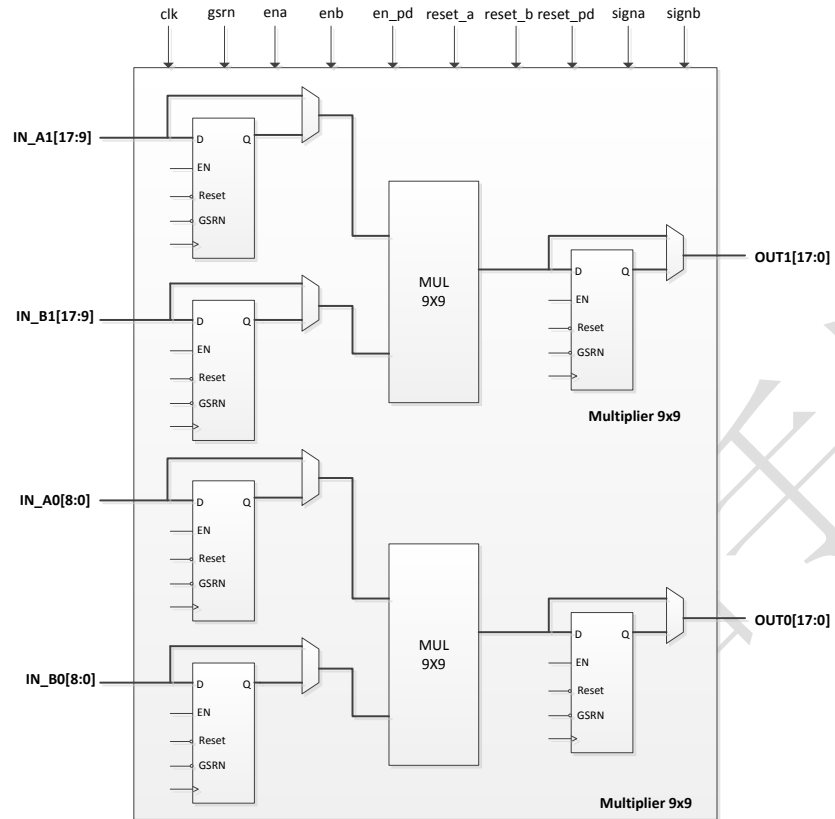 clk gsrn ena enb en_pd reset_a reset_b reset_pd signa signb
IN_A1[17:9]
D Q
EN
Reset
GSRN
IN_B1[17:9]
D Q
EN
Reset
GSRN
MUL
9X9
D Q
EN
Reset
GSRN
OUT1[17:0]
Multiplier 9x9
IN_A0[8:0]
D Q
EN
Reset
GSRN
IN_B0[8:0]
D Q
EN
Reset
GSRN
MUL
9X9
D Q
EN
Reset
GSRN
OUT0[17:0]
Multiplier 9x9